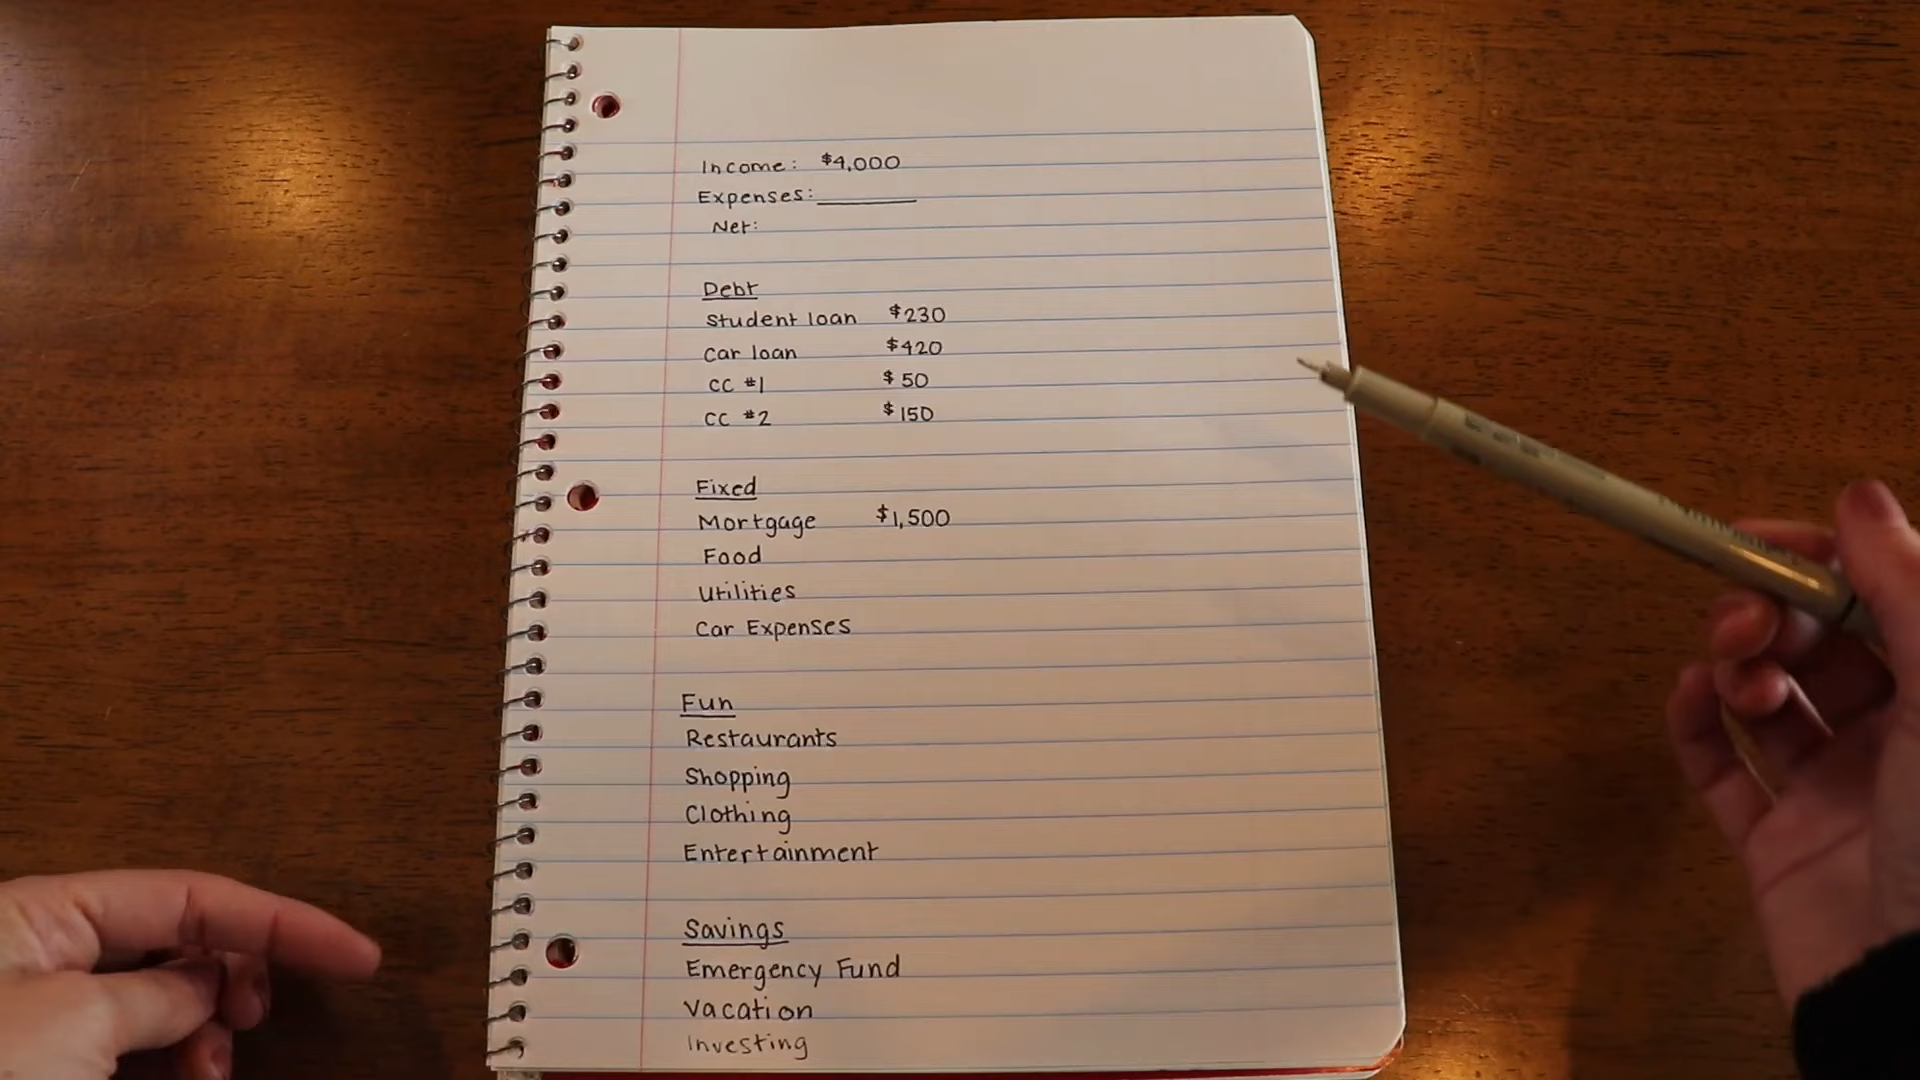 Income: $4,000
Expenses:
Net:
Debt
Student loan $230
Car loan $420
CC #1 $50
CC #2 $150
Fixed
Mortgage $1,500
Food
Utilities
Car Expenses
Fun
Restaurants
Shopping
Clothing
Entertainment
Savings
Emergency Fund
Vacation
Investing